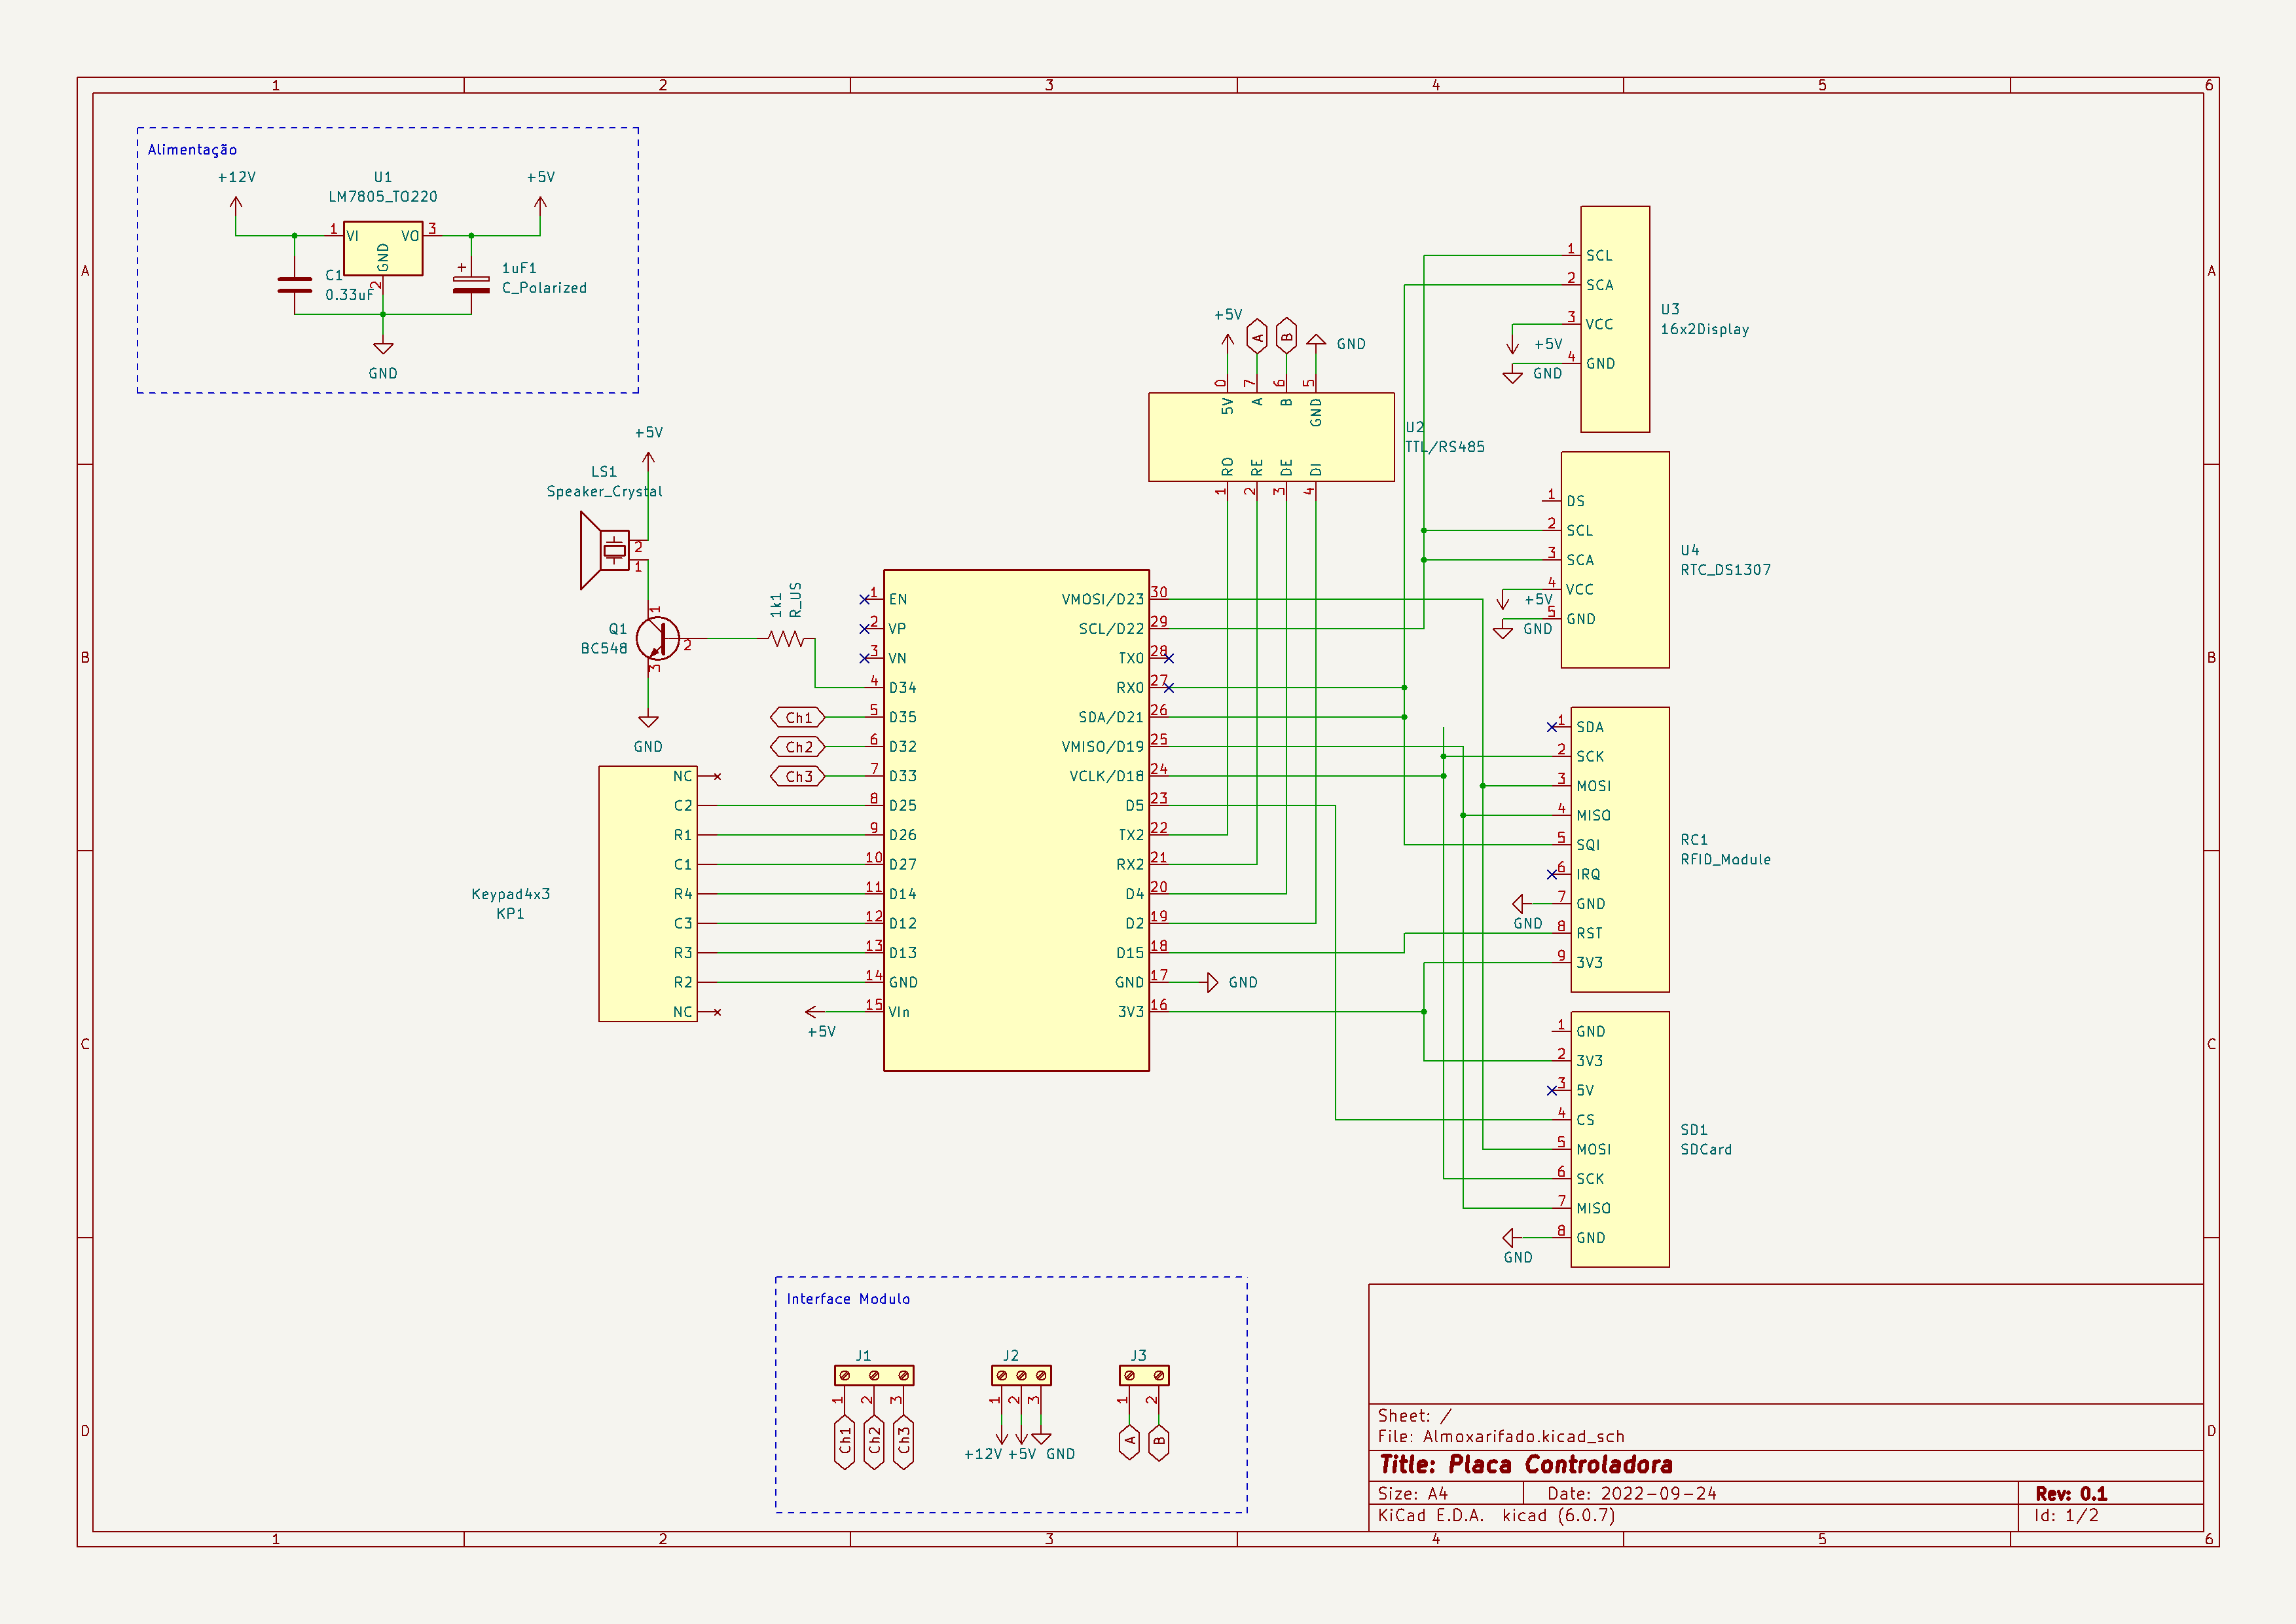 1 2 3 4 5 6
A A
B B
C C
D D
1 2 3 4 5 6
Alimentação
+12V
U1
LM7805_TO220
+5V
1 VI
VO 3
GND
2
C1
0.33uF
+
1uF1
C_Polarized
GND
+5V
LS1
Speaker_Crystal
2
1
Q1
BC548
1
2
3
GND
1k1
R_US
Ch1
Ch2
Ch3
NC
C2
R1
C1
R4
C3
R3
R2
NC
Keypad4x3
KP1
+5V
1 EN
2 VP
3 VN
4 D34
5 D35
6 D32
7 D33
8 D25
9 D26
10 D27
11 D14
12 D12
13 D13
14 GND
15 VIn
VMOSI/D23 30
SCL/D22 29
TX0 28
RX0 27
SDA/D21 26
VMISO/D19 25
VCLK/D18 24
D5 23
TX2 22
RX2 21
D4 20
D2 19
D15 18
GND 17
3V3 16
GND
+5V
A
B
GND
0 7 6 5
5V A B GND
RO RE DE DI
1 2 3 4
U2
TTL/RS485
1 SCL
2 SCA
3 VCC
4 GND
+5V
GND
U3
16x2Display
1 DS
2 SCL
3 SCA
4 VCC
5 GND
+5V
GND
U4
RTC_DS1307
1 SDA
2 SCK
3 MOSI
4 MISO
5 SQI
6 IRQ
7 GND
8 RST
9 3V3
GND
RC1
RFID_Module
1 GND
2 3V3
3 5V
4 CS
5 MOSI
6 SCK
7 MISO
8 GND
GND
SD1
SDCard
Interface Modulo
J1
1 2 3
Ch1 Ch2 Ch3
J2
1 2 3
+12V +5V GND
J3
1 2
A B
Sheet: /
File: Almoxarifado.kicad_sch
Title: Placa Controladora
Size: A4 Date: 2022-09-24 Rev: 0.1
KiCad E.D.A. kicad (6.0.7) Id: 1/2